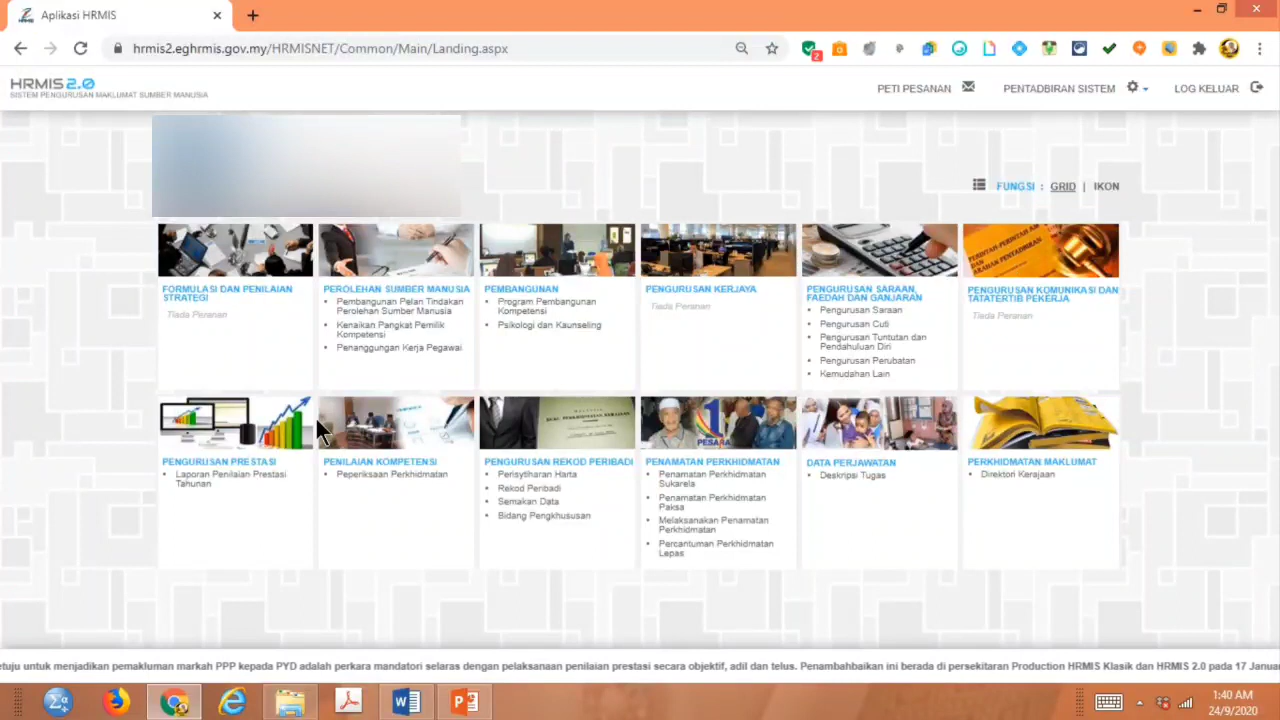 Aplikasi HRMIS
hrmis2.eghrmis.gov.my/HRMISNET/Common/Main/Landing.aspx
2
HRMIS 2.0
SISTEM PENGURUSAN MAKLUMAT SUMBER MANUSIA
PETI PESANAN
PENTADBIRAN SISTEM
LOG KELUAR
FUNGSI : GRID | IKON
FORMULASI DAN PENILAIAN
STRATEGI
Tiada Peranan
PEROLEHAN SUMBER MANUSIA
Pembangunan Pelan Tindakan
Perolehan Sumber Manusia
Kenaikan Pangkat Pemilik
Kompetensi
Penanggungan Kerja Pegawai
PEMBANGUNAN
Program Pembangunan
Kompetensi
Psikologi dan Kaunseling
PENGURUSAN KERJAYA
Tiada Peranan
PENGURUSAN SARAAN,
FAEDAH DAN GANJARAN
Pengurusan Saraan
Pengurusan Cuti
Pengurusan Tuntutan dan
Pendahuluan Diri
Pengurusan Perubatan
Kemudahan Lain
PENGURUSAN KOMUNIKASI DAN
TATATERTIB PEKERJA
Tiada Peranan
PENGURUSAN PRESTASI
Laporan Penilaian Prestasi
Tahunan
PENILAIAN KOMPETENSI
Peperiksaan Perkhidmatan
PENGURUSAN REKOD PERIBADI
Perisytiharan Harta
Rekod Peribadi
Semakan Data
Bidang Pengkhususan
1
PESARA
PENAMATAN PERKHIDMATAN
Penamatan Perkhidmatan
Sukarela
Penamatan Perkhidmatan
Paksa
Melaksanakan Penamatan
Perkhidmatan
Percantuman Perkhidmatan
Lepas
DATA PERJAWATAN
Deskripsi Tugas
PERKHIDMATAN MAKLUMAT
Direktori Kerajaan
etuju untuk menjadikan pemakluman markah PPP kepada PYD adalah perkara mandatori selaras dengan pelaksanaan penilaian prestasi secara objektif, adil dan telus. Penambahbaikan ini berada di persekitaran Production HRMIS Klasik dan HRMIS 2.0 pada 17 Januar
1:40 AM
24/9/2020